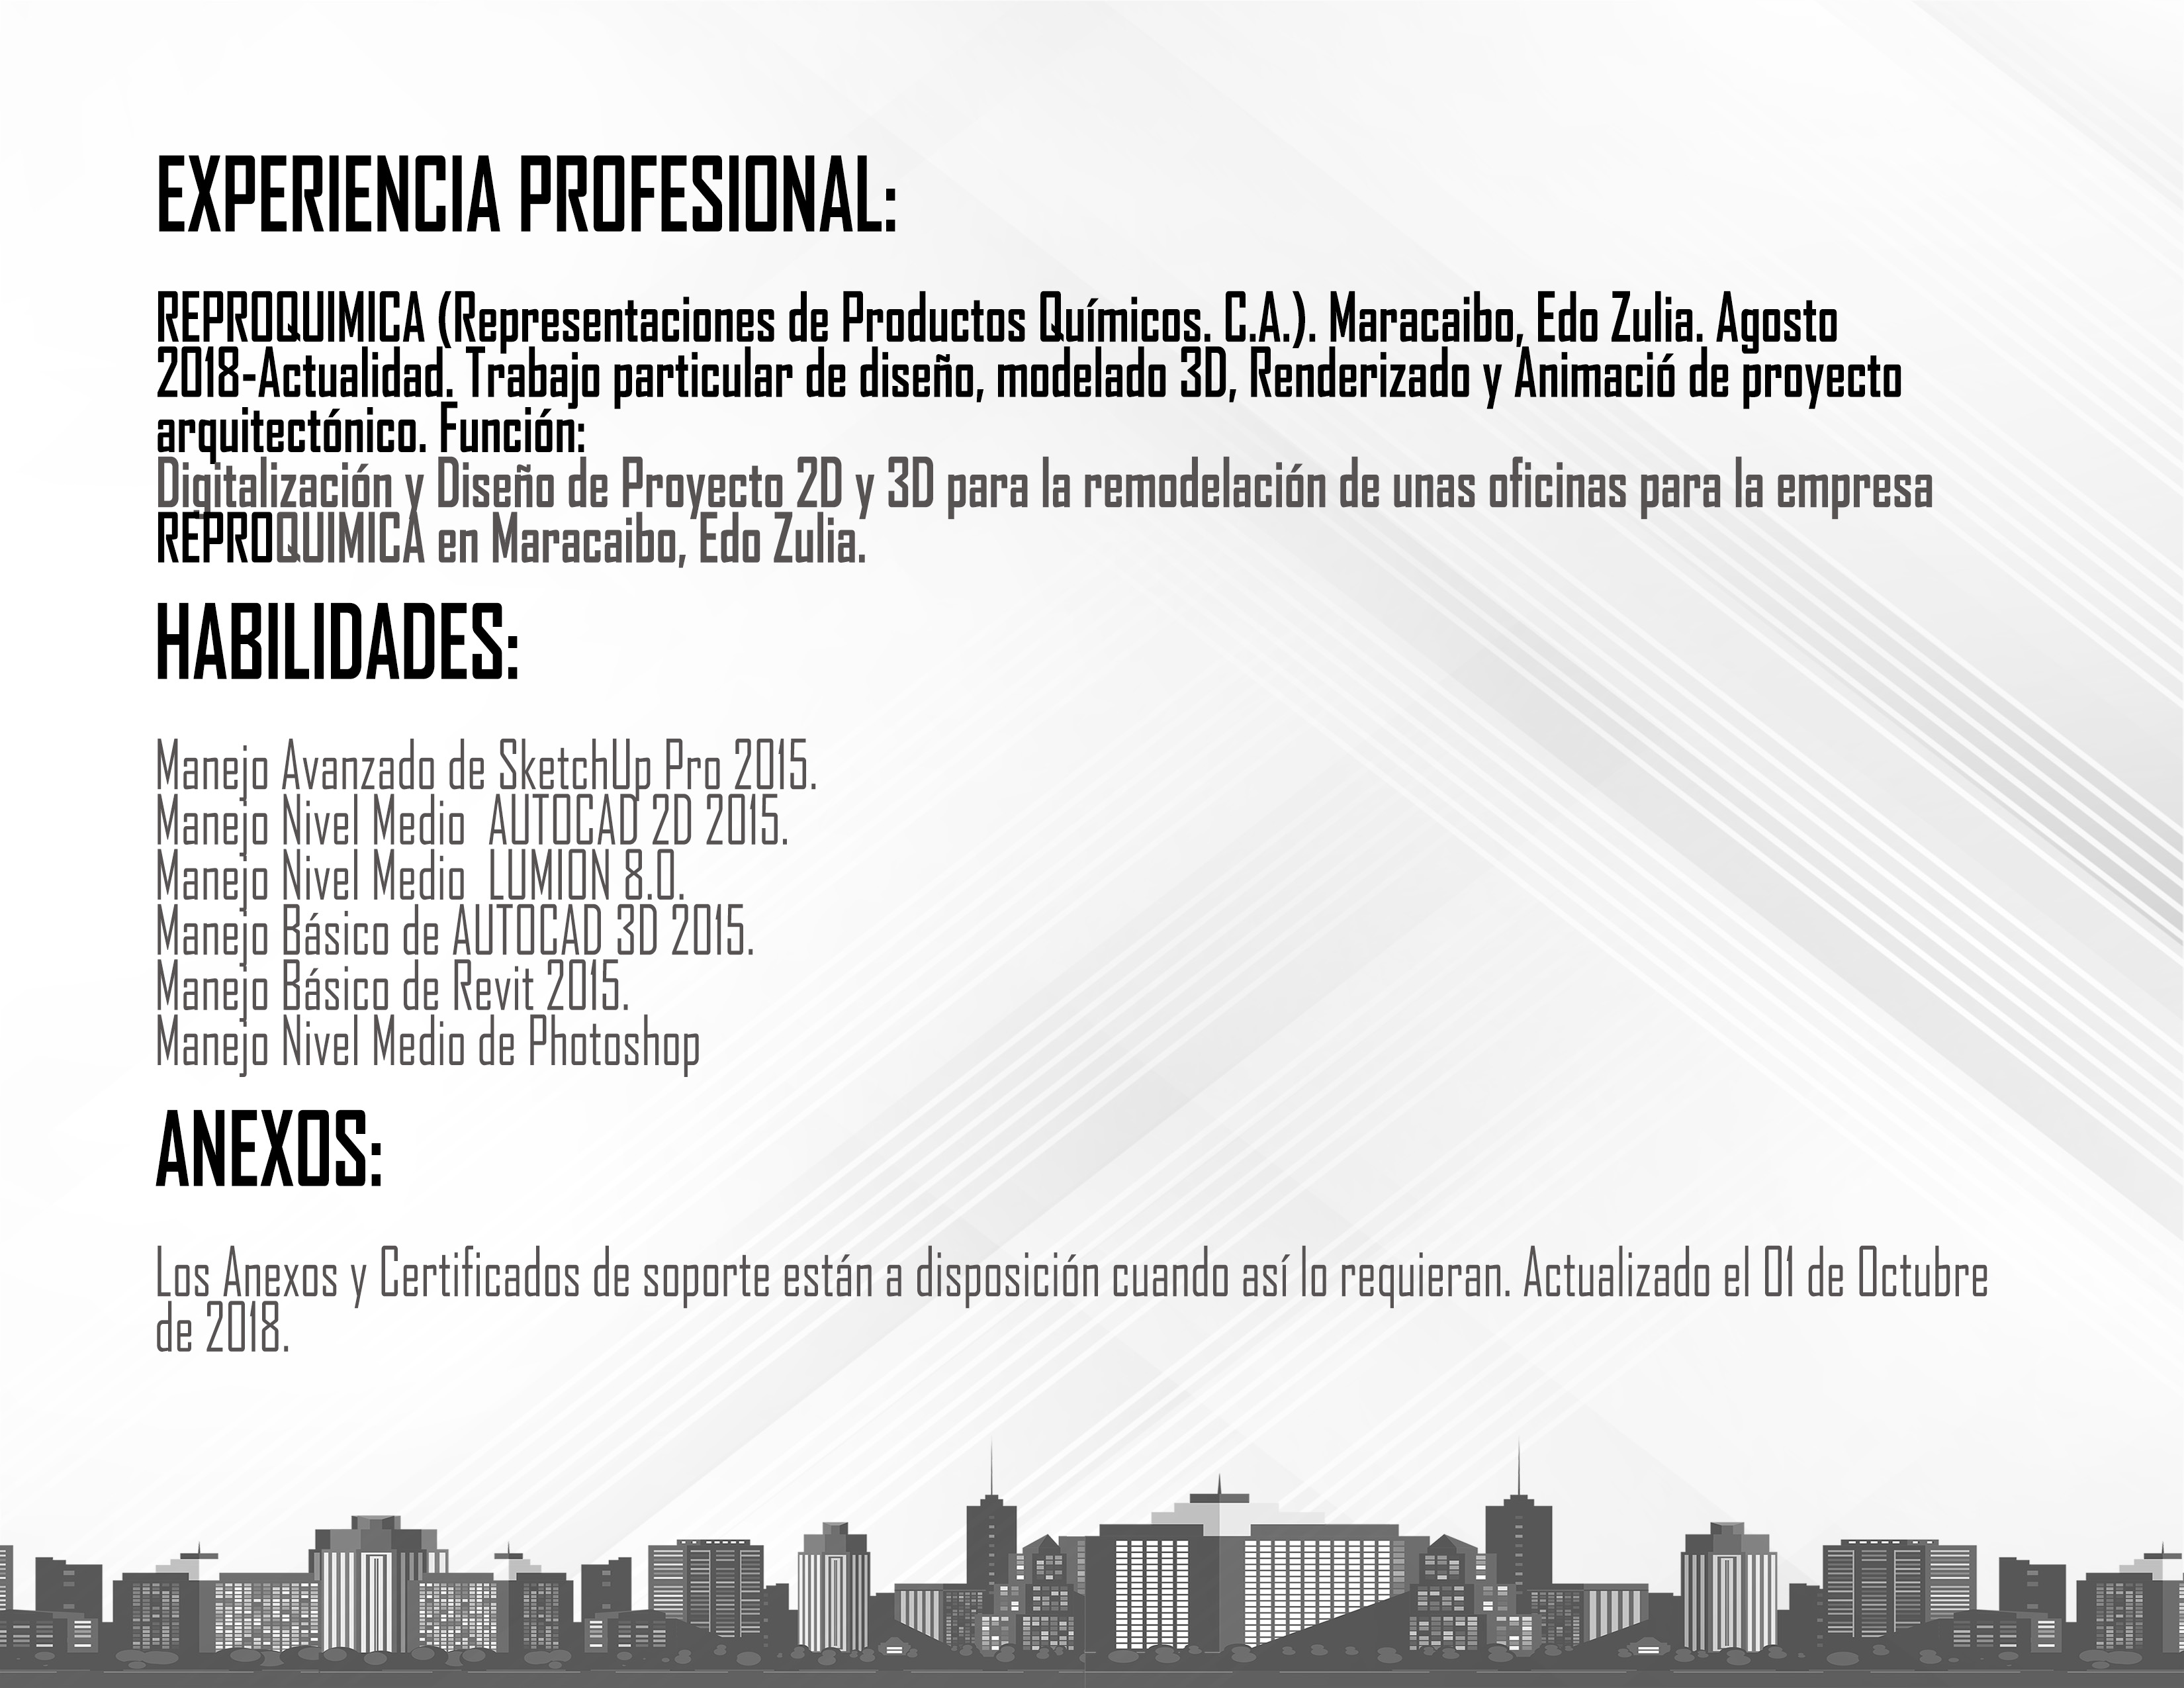 EXPERIENCIA PROFESIONAL:
REPROQUIMICA (Representaciones de Productos Químicos. C.A.). Maracaibo, Edo Zulia. Agosto
2018-Actualidad. Trabajo particular de diseño, modelado 3D, Renderizado y Animació de proyecto
arquitectónico. Función:
Digitalización y Diseño de Proyecto 2D y 3D para la remodelación de unas oficinas para la empresa
REPROQUIMICA en Maracaibo, Edo Zulia.
HABILIDADES:
Manejo Avanzado de SketchUp Pro 2015.
Manejo Nivel Medio  AUTOCAD 2D 2015.
Manejo Nivel Medio  LUMION 8.0.
Manejo Básico de AUTOCAD 3D 2015.
Manejo Básico de Revit 2015.
Manejo Nivel Medio de Photoshop
ANEXOS:
Los Anexos y Certificados de soporte están a disposición cuando así lo requieran. Actualizado el 01 de Octubre
de 2018.